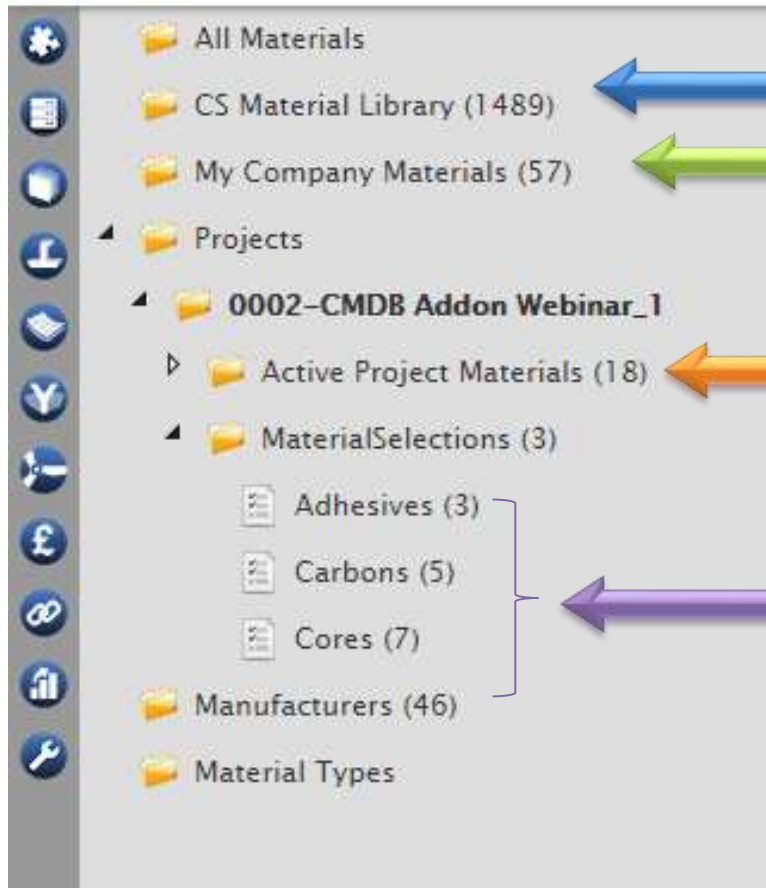 All Materials
CS Material Library (1489)
My Company Materials (57)
Projects
0002-CMDB Addon Webinar_1
Active Project Materials (18)
MaterialSelections (3)
Adhesives (3)
Carbons (5)
Cores (7)
£
Manufacturers (46)
Material Types